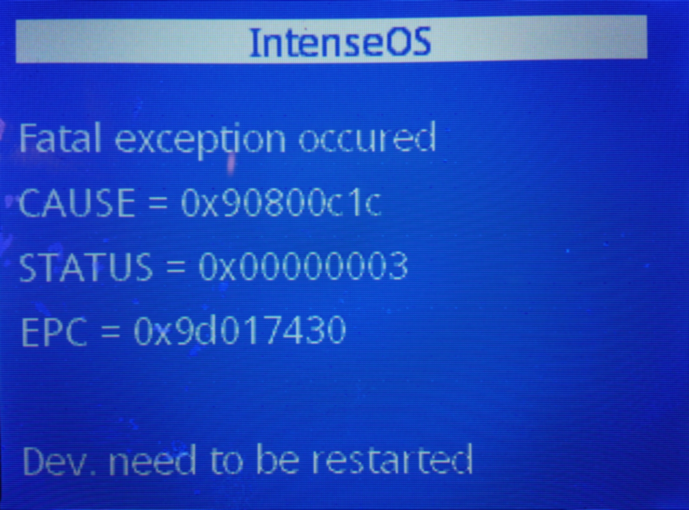 IntenseOS
Fatal exception occured
CAUSE = 0x90800c1c
STATUS = 0x00000003
EPC = 0x9d017430
Dev. need to be restarted